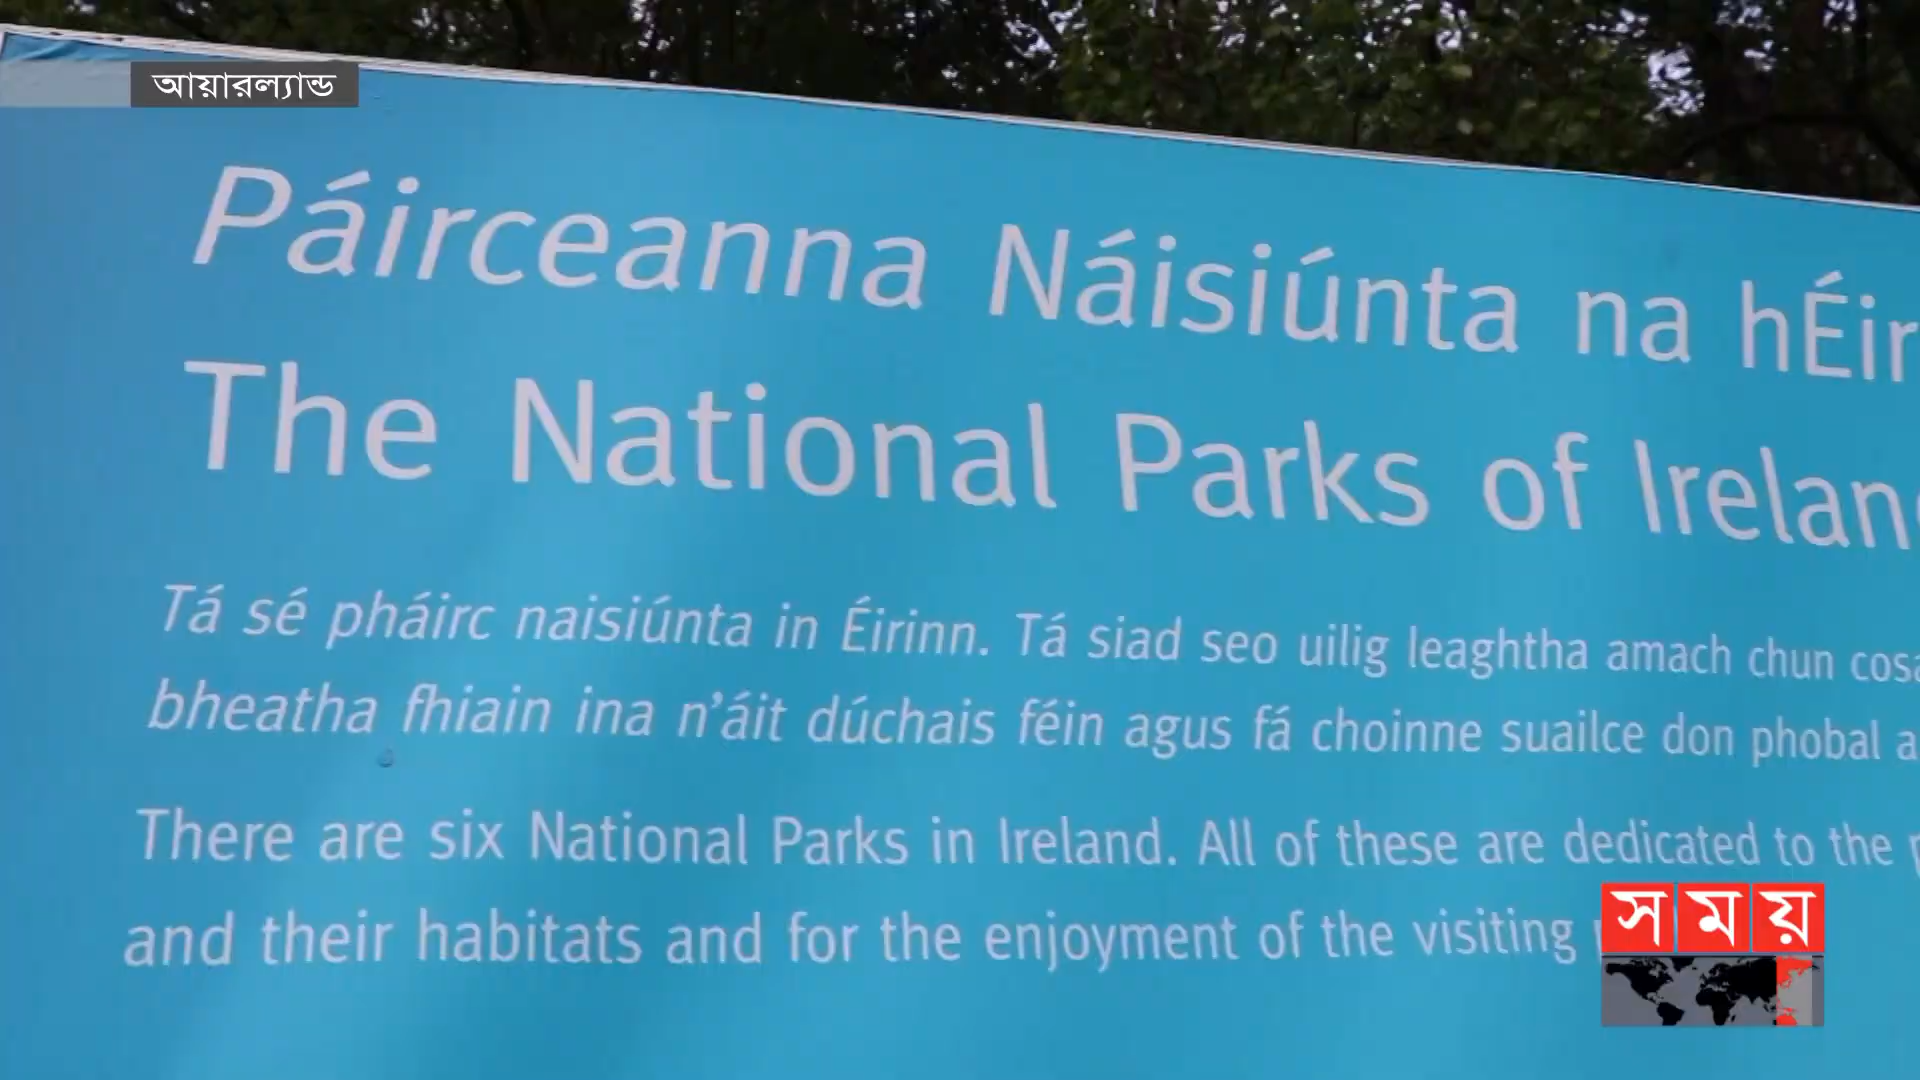 আয়ারল্যান্ড
Páirceanna Náisiúnta na
The National Parks of
Tá sé pháirc naisiúnta in Éirinn. Tá siad seo uilig leaghtha amach chun
bheatha fhiain ina n'áit dúchais féin agus fá choinne suailce don phobal
There are six National Parks in Ireland. All of these are dedicated to the
and their habitats and for the enjoyment of the visiting
সময়